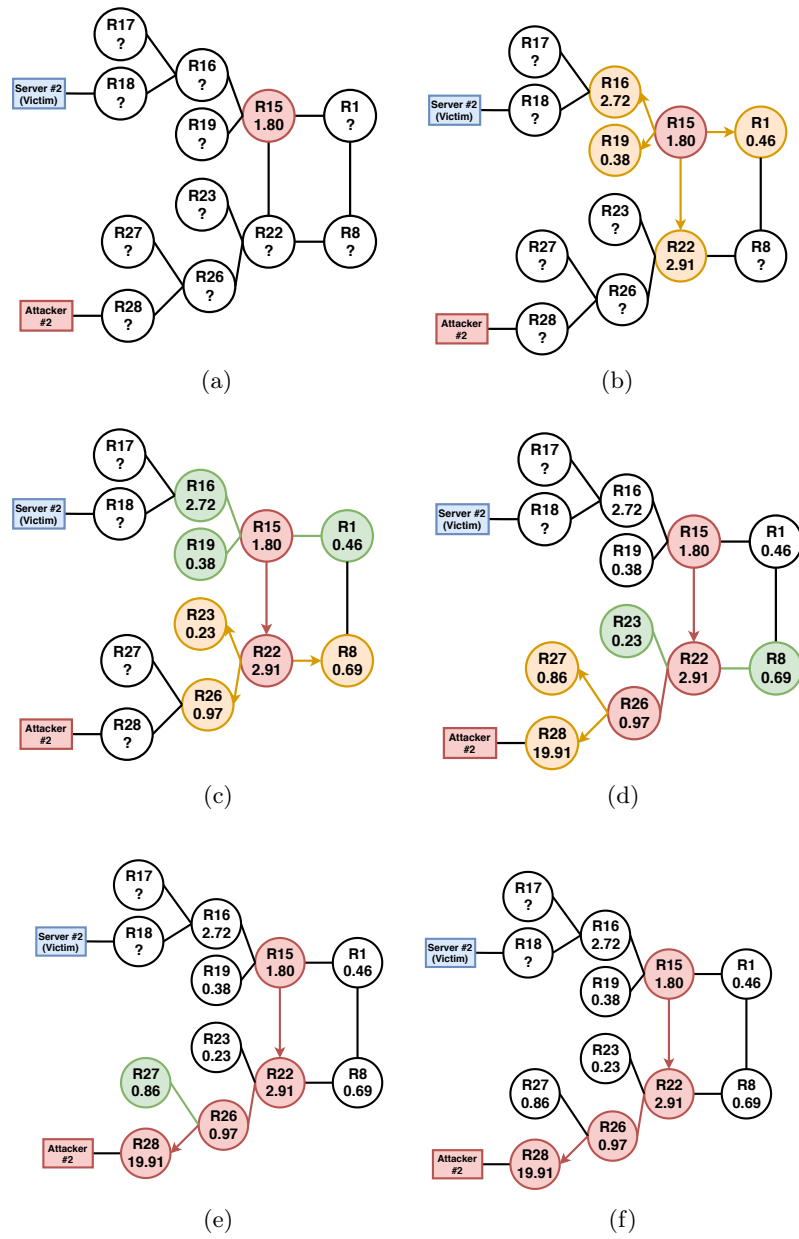 R17
?
R16
?
Server #2
(Victim)
R18
?
R15
1.80
R1
?
R19
?
R23
?
R27
?
R22
?
R8
?
R26
?
Attacker
#2
R28
?
(a)
R17
?
R16
2.72
Server #2
(Victim)
R18
?
R15
1.80
R1
0.46
R19
0.38
R23
?
R27
?
R22
2.91
R8
?
R26
?
Attacker
#2
R28
?
(b)
R17
?
R16
2.72
Server #2
(Victim)
R18
?
R15
1.80
R1
0.46
R19
0.38
R23
0.23
R27
?
R22
2.91
R8
0.69
R26
0.97
Attacker
#2
R28
?
(c)
R17
?
R16
2.72
Server #2
(Victim)
R18
?
R15
1.80
R1
0.46
R19
0.38
R23
0.23
R27
0.86
R22
2.91
R8
0.69
R26
0.97
Attacker
#2
R28
19.91
(d)
R17
?
R16
2.72
Server #2
(Victim)
R18
?
R15
1.80
R1
0.46
R19
0.38
R23
0.23
R27
0.86
R22
2.91
R8
0.69
R26
0.97
Attacker
#2
R28
19.91
(e)
R17
?
R16
2.72
Server #2
(Victim)
R18
?
R15
1.80
R1
0.46
R19
0.38
R23
0.23
R27
0.86
R22
2.91
R8
0.69
R26
0.97
Attacker
#2
R28
19.91
(f)